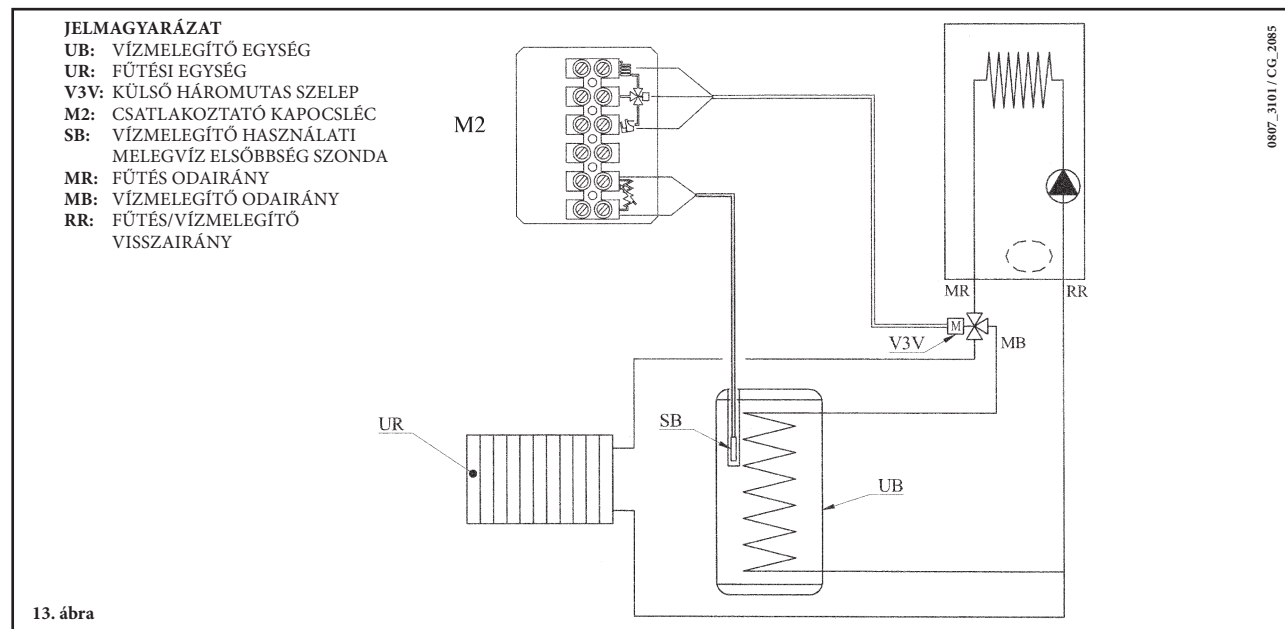 JELMAGYARÁZAT
UB: VÍZMELEGÍTŐ EGYSÉG
UR: FŰTÉSI EGYSÉG
V3V: KÜLSŐ HÁROMUTAS SZELEP
M2: CSATLAKOZTATÓ KAPOCSLÉC
SB: VÍZMELEGÍTŐ HASZNÁLATI
MELEGVÍZ ELSŐBBSÉG SZONDA
MR: FŰTÉS ODAIRÁNY
MB: VÍZMELEGÍTŐ ODAIRÁNY
RR: FŰTÉS/VÍZMELEGÍTŐ
VISSZAIRÁNY
M2
0807_3101 / CG_2085
MR
RR
M
V3V
MB
UR
SB
UB
13. ábra